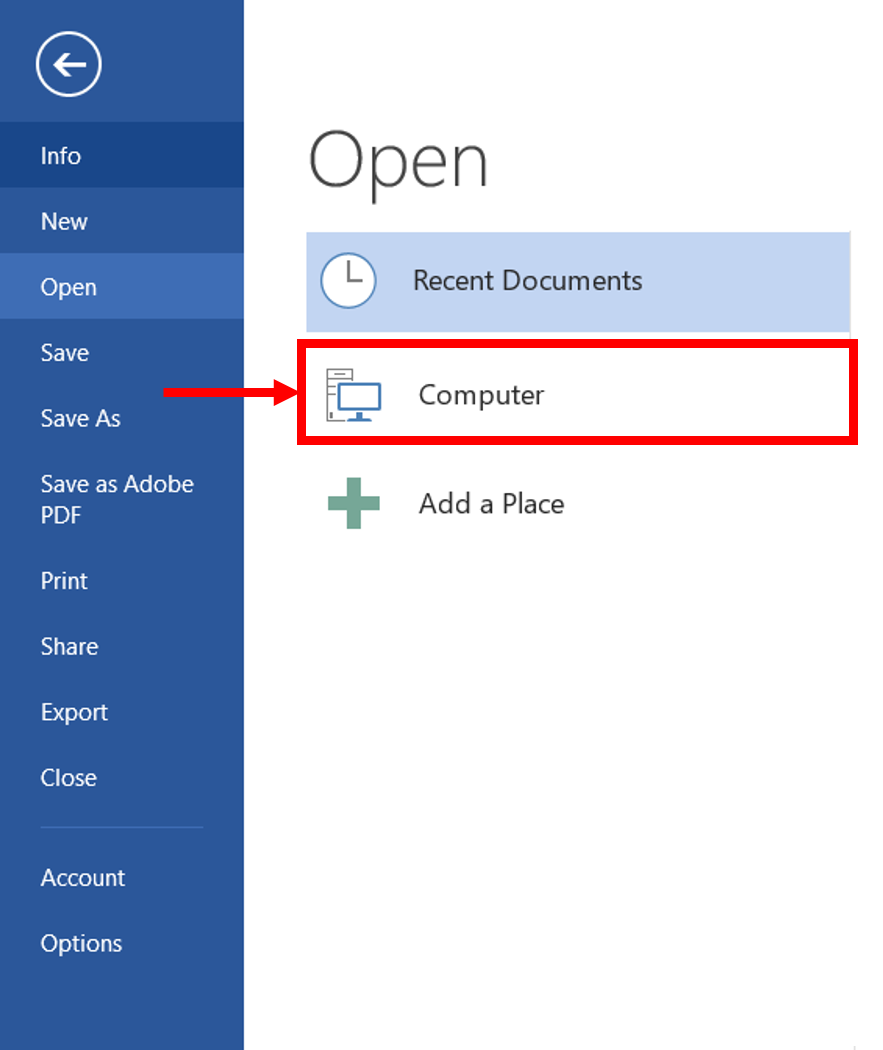 Info
New
Open
Save
Save As
Save as Adobe
PDF
Print
Share
Export
Close
Account
Options
Open
Recent Documents
Computer
Add a Place